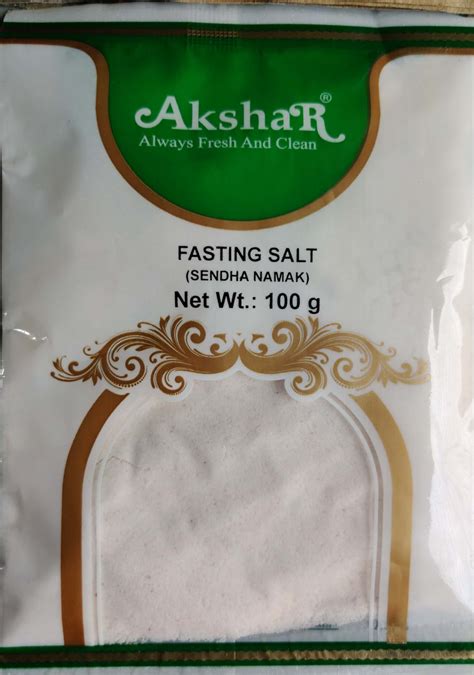 AkshaR®
Always Fresh And Clean
FASTING SALT
(SENDHA NAMAK)
Net Wt.: 100 g